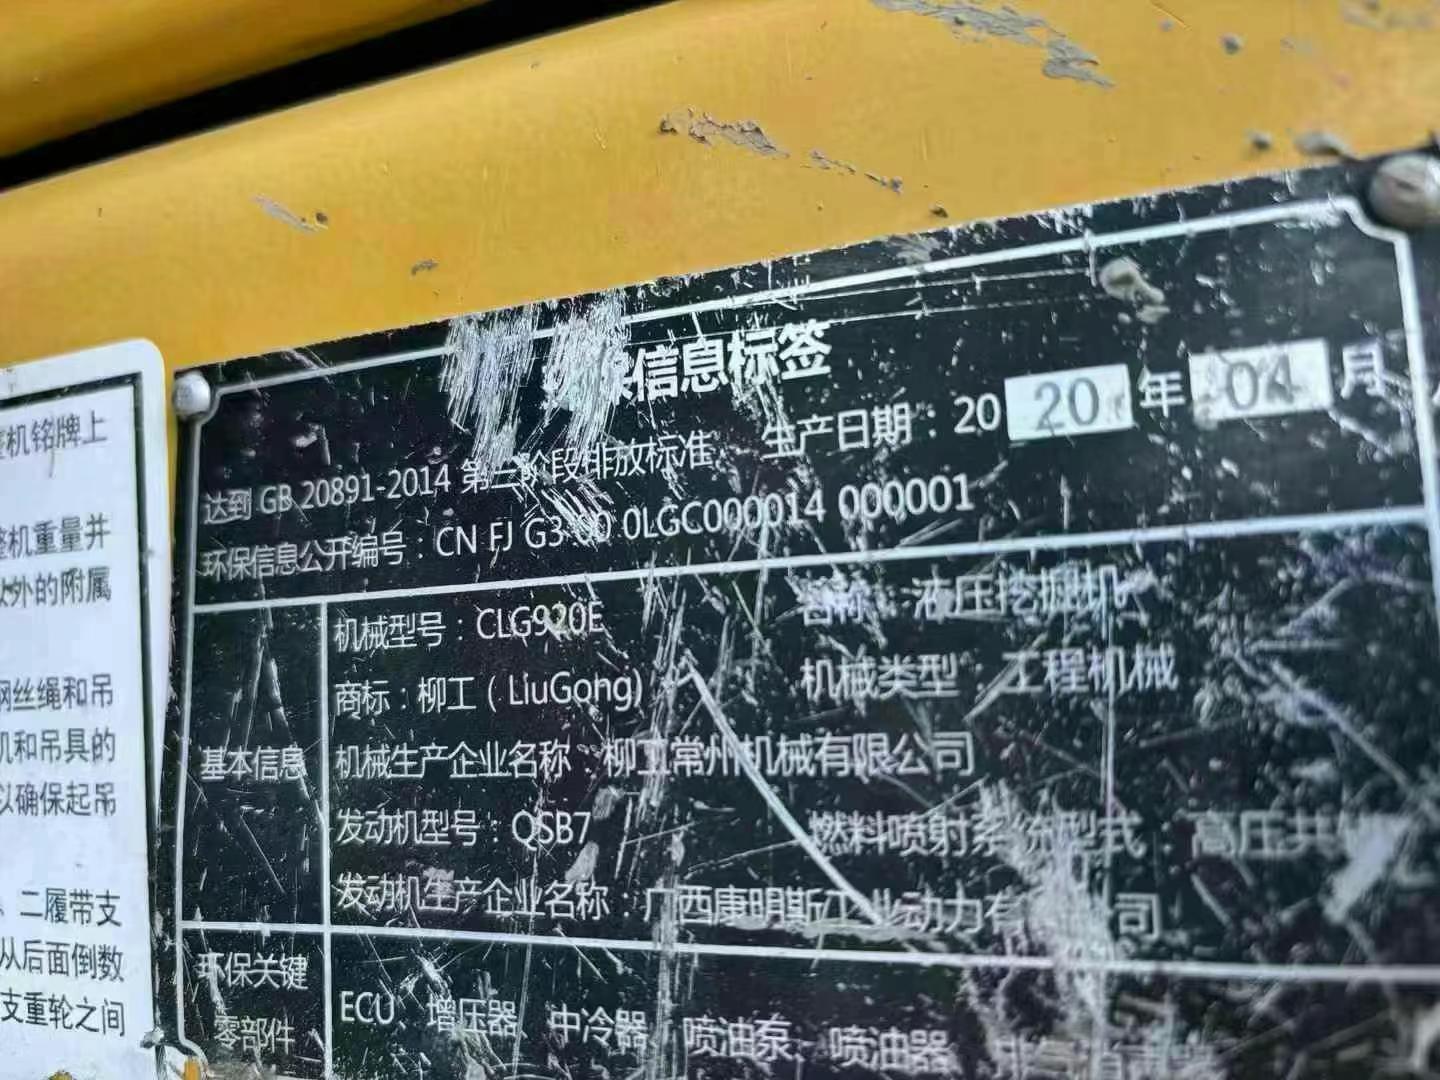 整机铭牌上
整机重量并
以外的附属
钢丝绳和吊
机和吊具的
以确保起吊
、二履带支
从后面倒数
支重轮之间
环保信息标签
生产日期：2020年04月
达到 GB 20891-2014 第三阶段排放标准
环保信息公开编号：CN FJ G3 00 0LGC000014 000001
基本信息
机械型号：CLG920E 名称：液压挖掘机
商标：柳工（LiuGong) 机械类型：工程机械
机械生产企业名称：柳工常州机械有限公司
发动机型号：QSB7 燃料喷射系统型式：高压共
发动机生产企业名称：广西康明斯工业动力有 公司
环保关键
零部件
ECU、增压器、中冷器、喷油泵、喷油器、排气消声